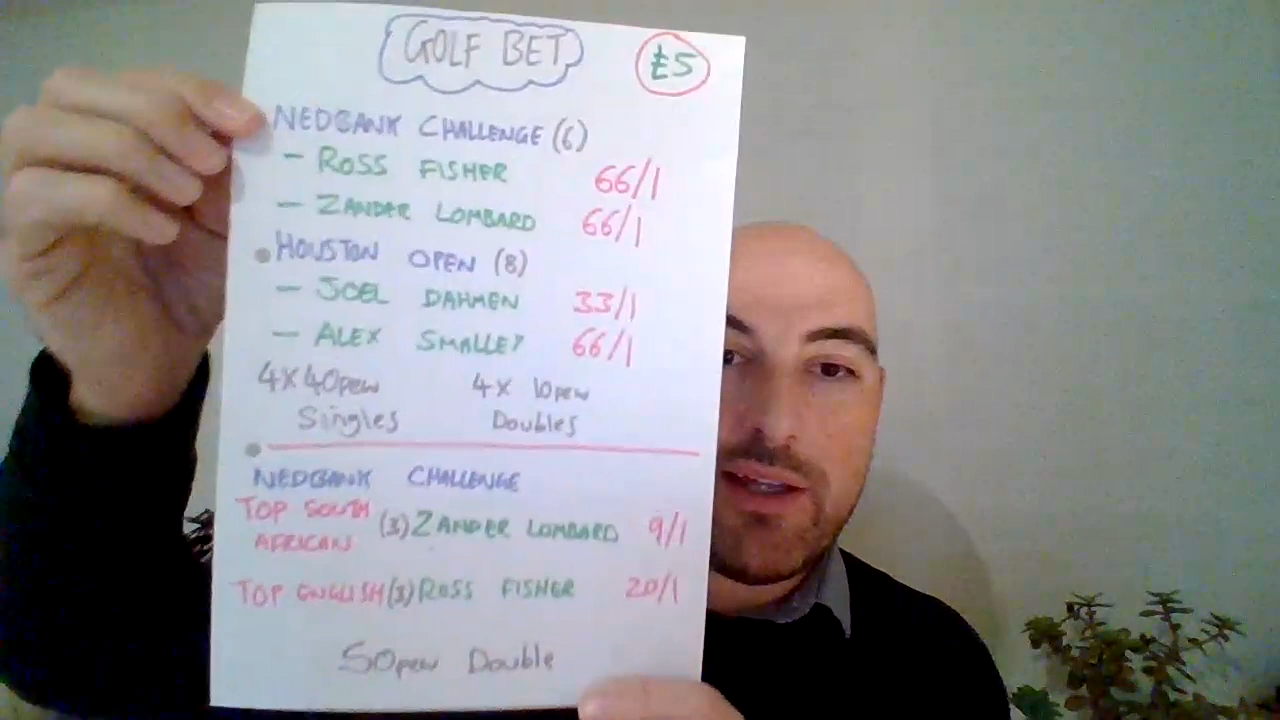 GOLF BET £5
NEDBANK CHALLENGE (6)
- ROSS FISHER 66/1
- ZANDER LOMBARD 66/1
HOUSTON OPEN (8)
- JOEL DAHMEN 33/1
- ALEX SMALLEY 66/1
4X40pew 4X 10pew
Singles Doubles
NEDBANK CHALLENGE
TOP SOUTH AFRICAN (3) ZANDER LOMBARD 9/1
TOP ENGLISH (3) ROSS FISHER 20/1
50pew Double